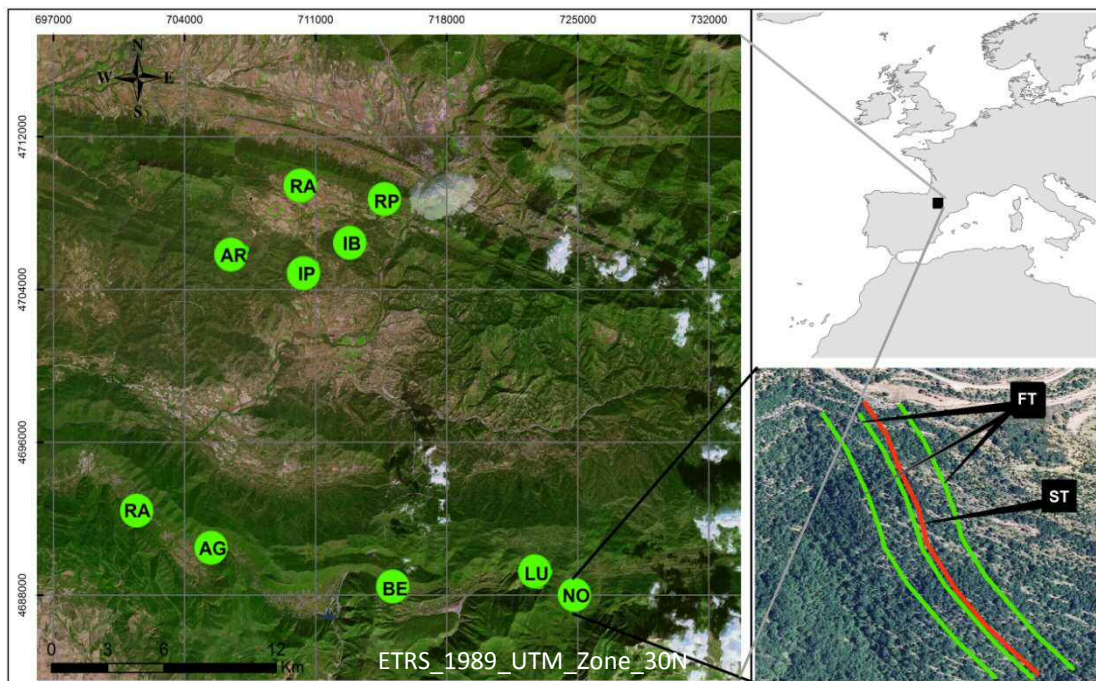 697000 704000 711000 718000 725000 732000
N
W E
S
4712000
RA
RP
IB
AR
IP
4704000
4696000
RA
AG
BE
LU
NO
4688000
0 6 12
Km
ETRS_1989_UTM_Zone_30N
FT
ST